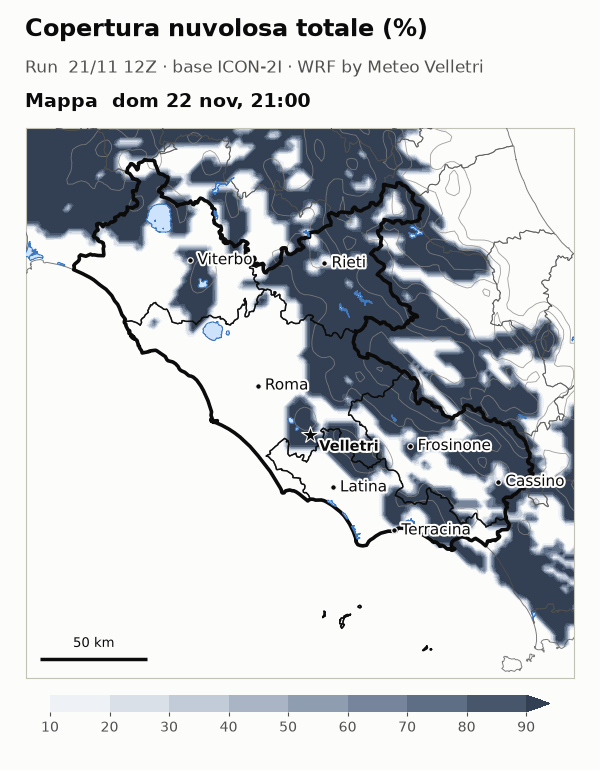 Copertura nuvolosa totale (%)
Run 21/11 12Z · base ICON-2I · WRF by Meteo Velletri
Mappa dom 22 nov, 21:00
Viterbo
Rieti
Roma
Velletri
Frosinone
Latina
Cassino
Terracina
50 km
10 20 30 40 50 60 70 80 90